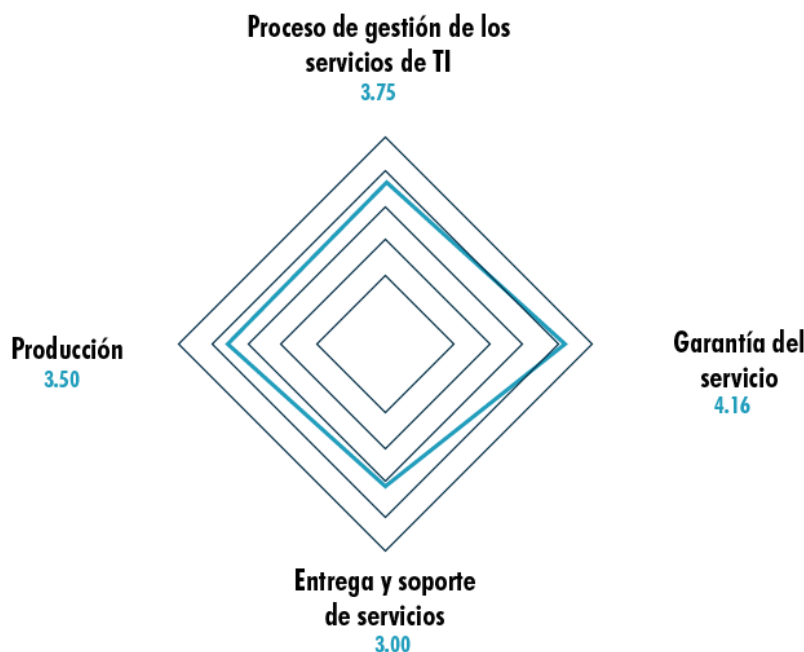 Proceso de gestión de los
servicios de TI
3.75
Producción
3.50
Garantía del
servicio
4.16
Entrega y soporte
de servicios
3.00